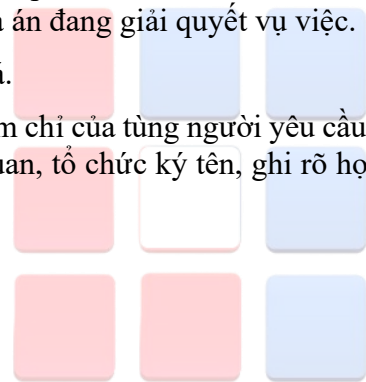 án đang giải quyết vụ việc.
chỉ của từng người yêu cầu
tổ chức ký tên, ghi rõ họ